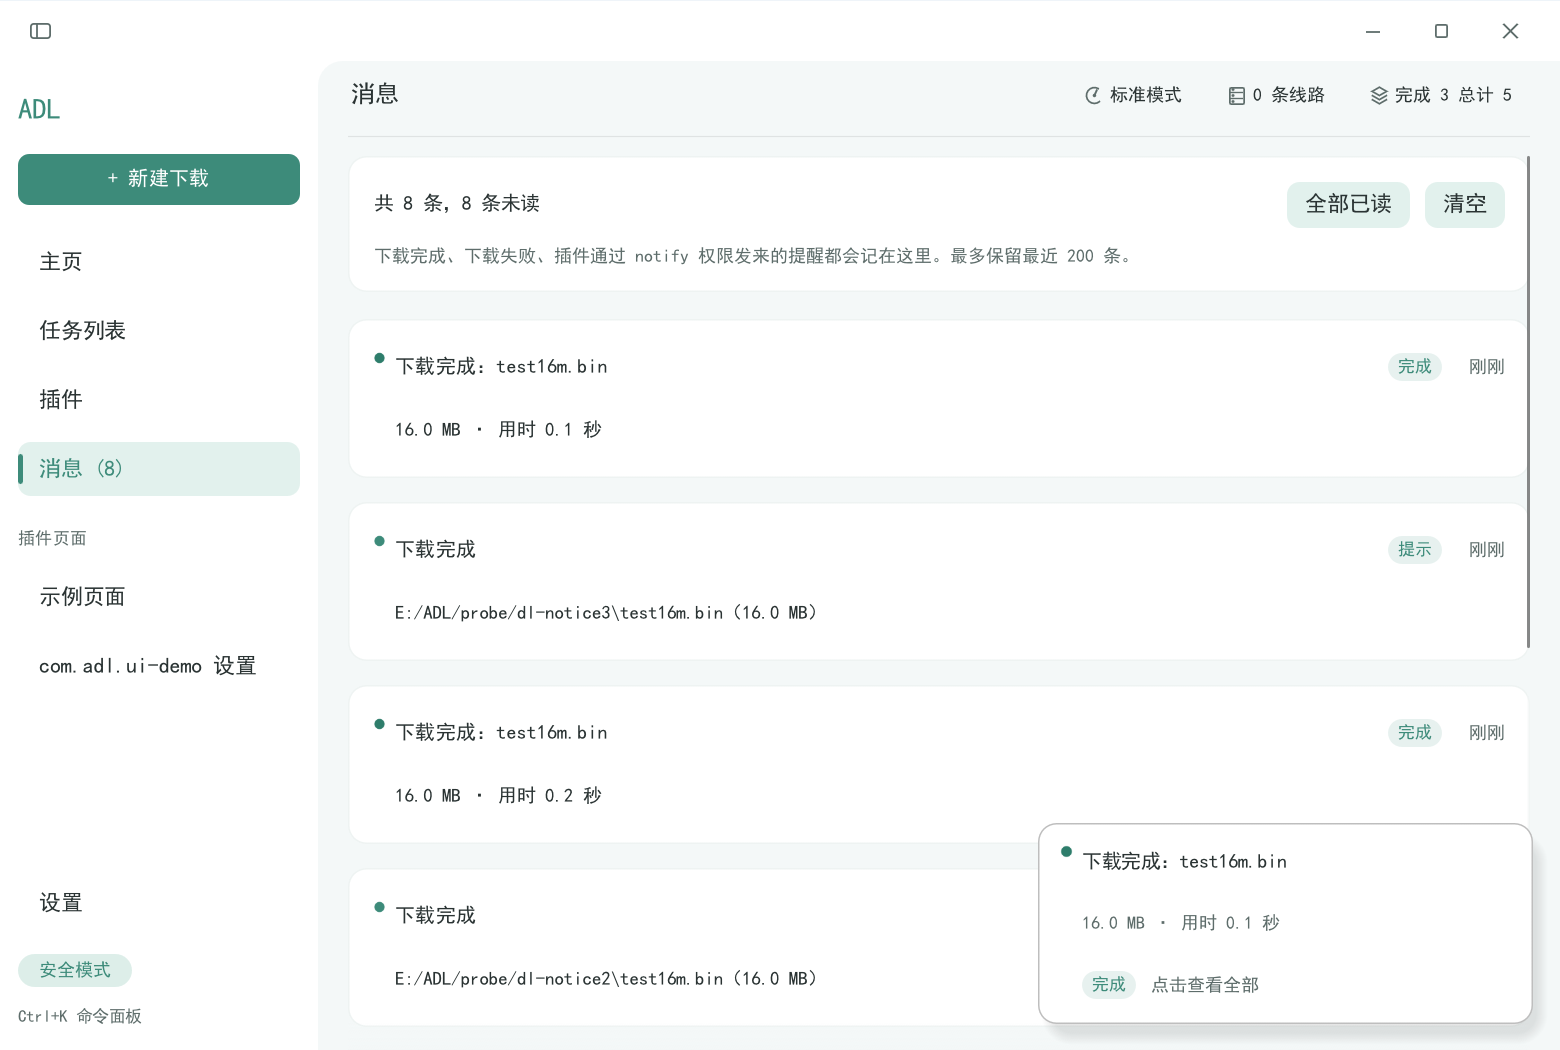 ADL
+ 新建下载
主页
任务列表
插件
消息 (8)
插件页面
示例页面
com.adl.ui-demo 设置
设置
安全模式
Ctrl+K 命令面板
消息
标准模式
0 条线路
完成 3 总计 5
共 8 条，8 条未读
全部已读
清空
下载完成、下载失败、插件通过 notify 权限发来的提醒都会记在这里。最多保留最近 200 条。
下载完成：test16m.bin
完成
刚刚
16.0 MB · 用时 0.1 秒
下载完成
提示
刚刚
E:/ADL/probe/dl-notice3\test16m.bin (16.0 MB)
下载完成：test16m.bin
完成
刚刚
16.0 MB · 用时 0.2 秒
下载完成
E:/ADL/probe/dl-notice2\test16m.bin (16.0 MB)
下载完成：test16m.bin
16.0 MB · 用时 0.1 秒
完成 点击查看全部